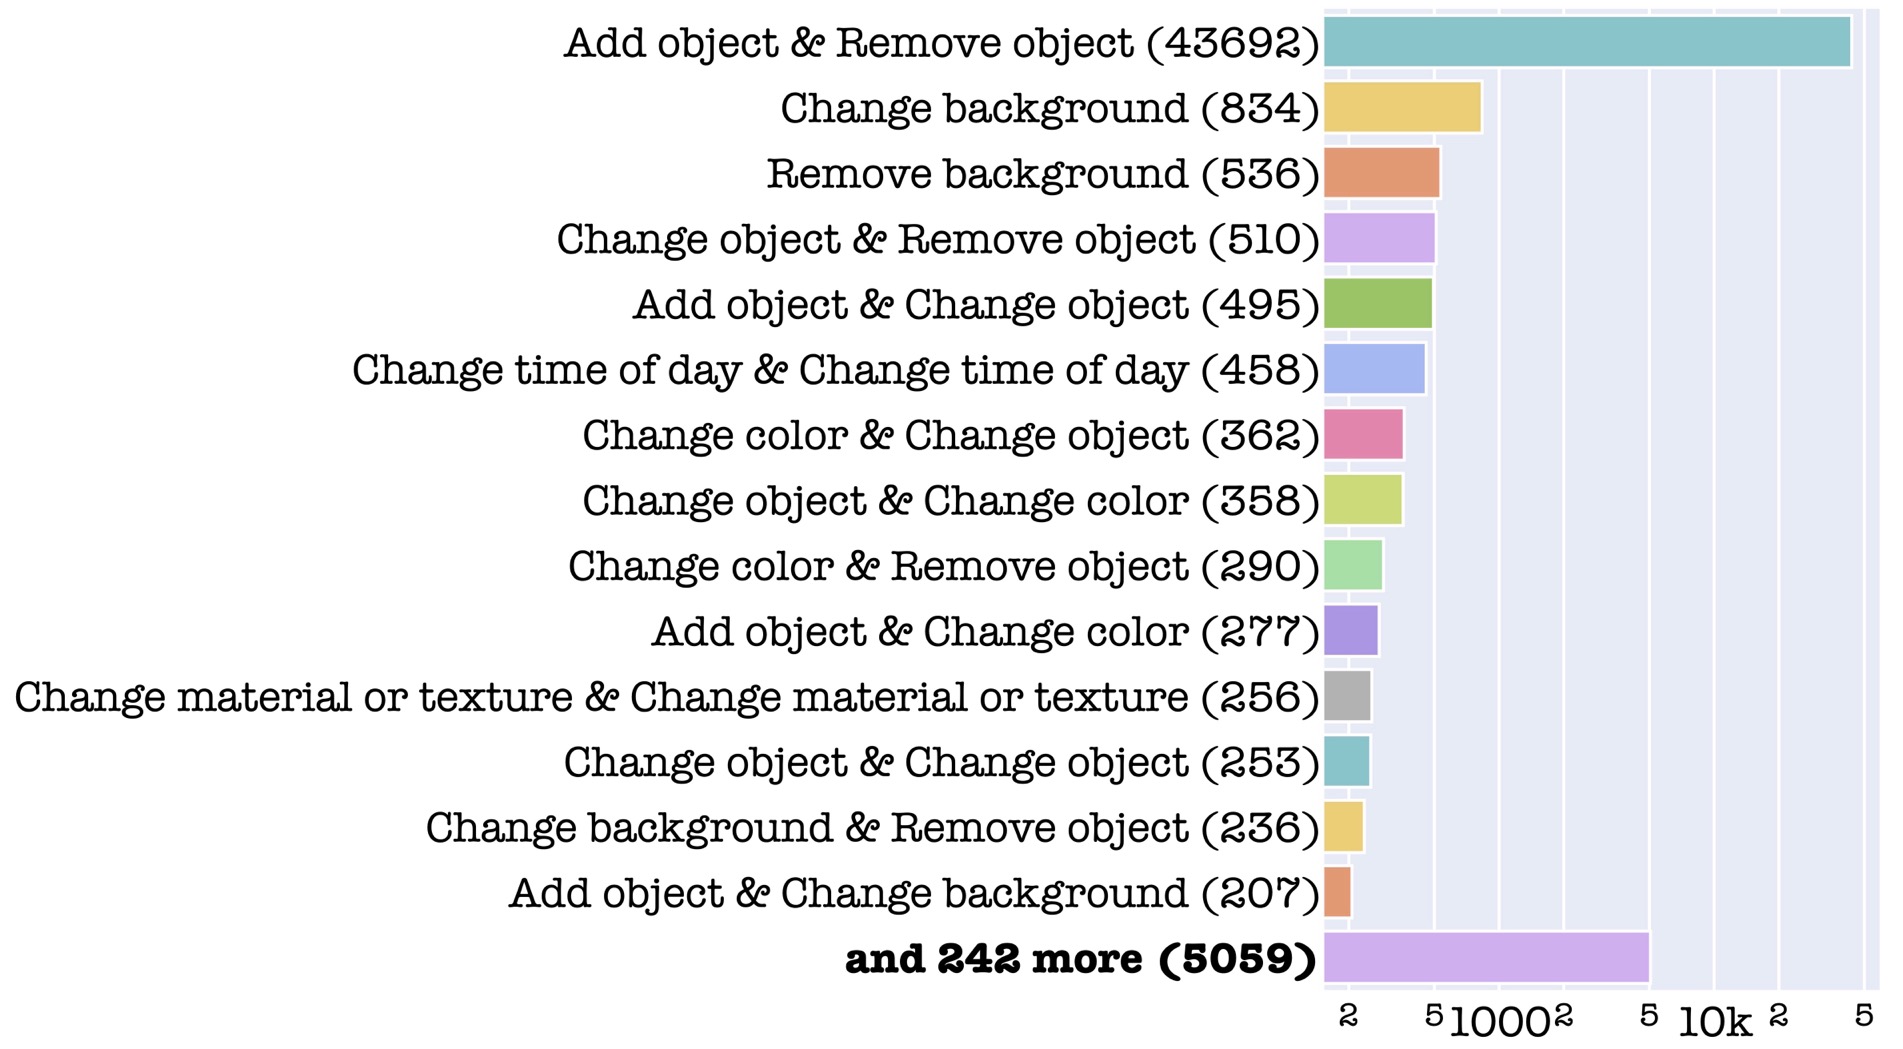 Add object & Remove object (43692)
Change background (834)
Remove background (536)
Change object & Remove object (510)
Add object & Change object (495)
Change time of day & Change time of day (458)
Change color & Change object (362)
Change object & Change color (358)
Change color & Remove object (290)
Add object & Change color (277)
Change material or texture & Change material or texture (256)
Change object & Change object (253)
Change background & Remove object (236)
Add object & Change background (207)
and 242 more (5059)
2 5 1000 2 5 10k 2 5